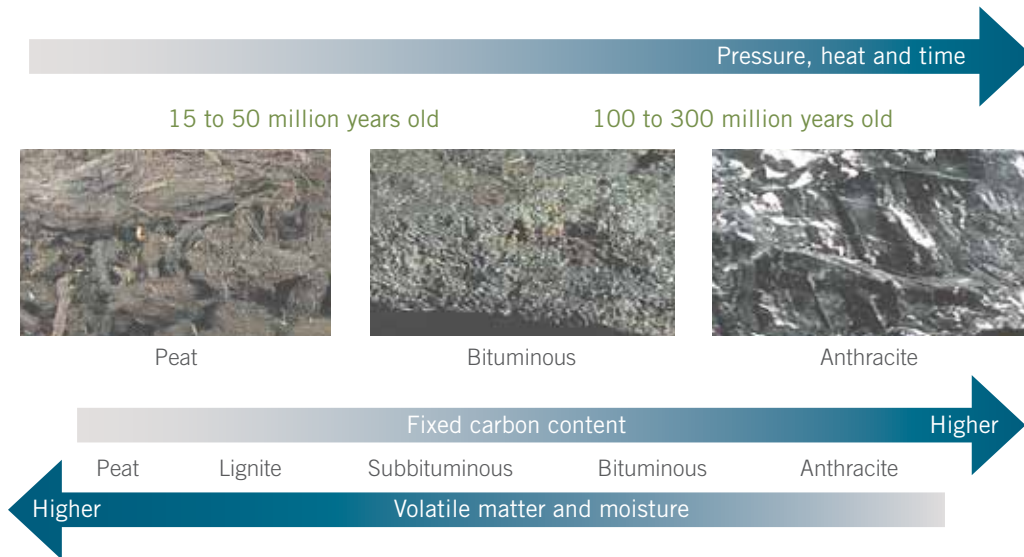 Pressure, heat and time
15 to 50 million years old 100 to 300 million years old
Peat Bituminous Anthracite
Fixed carbon content Higher
Peat Lignite Subbituminous Bituminous Anthracite
Higher Volatile matter and moisture